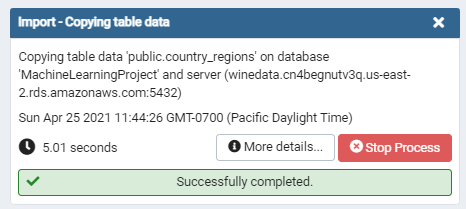 Import - Copying table data
Copying table data 'public.country_regions' on database
'MachineLearningProject' and server (winedata.cn4begnutv3q.us-east-
2.rds.amazonaws.com:5432)
Sun Apr 25 2021 11:44:26 GMT-0700 (Pacific Daylight Time)
5.01 seconds
More details...
Stop Process
Successfully completed.